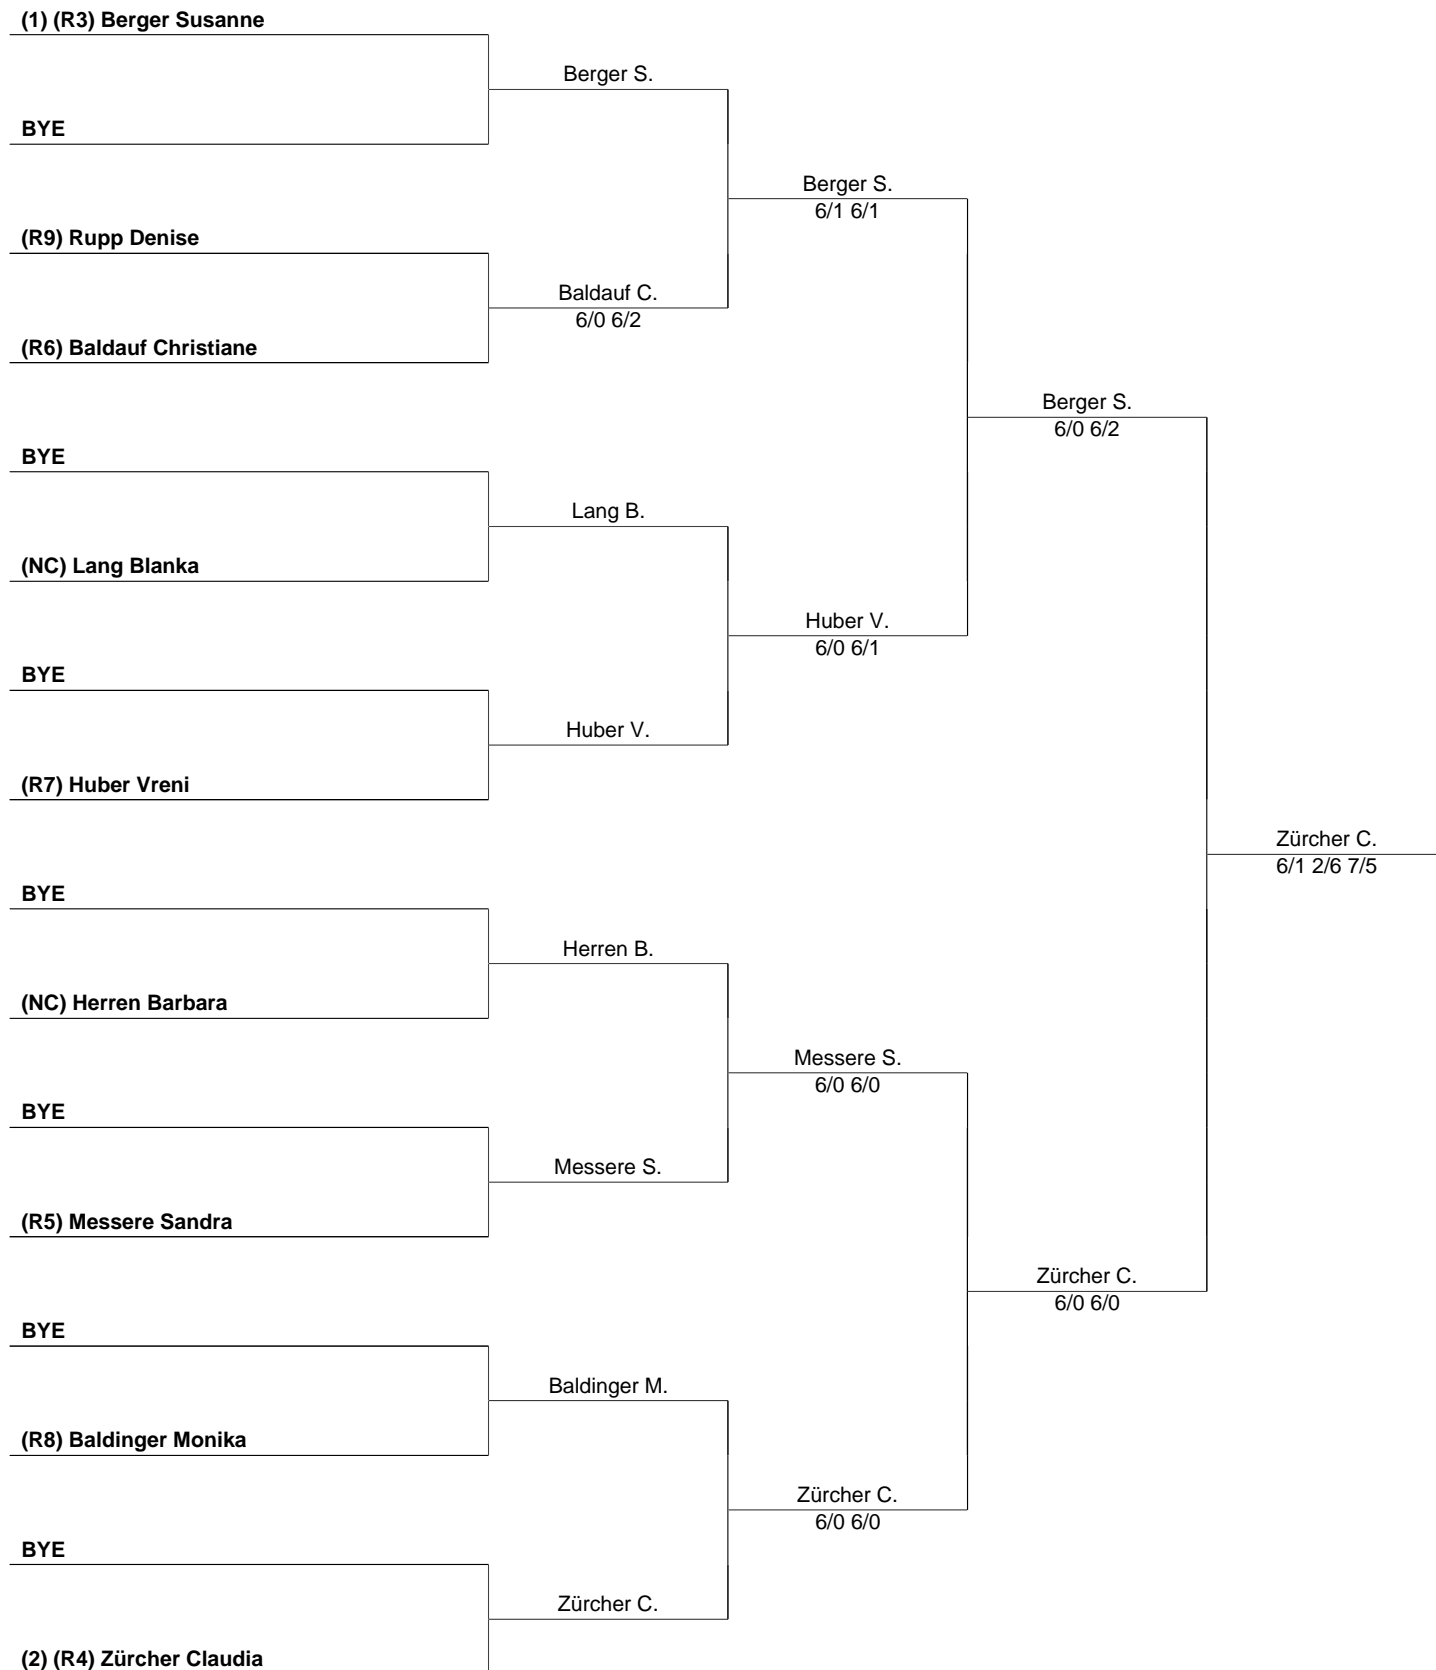 (1) (R3) Berger Susanne
Berger S.
BYE
Berger S.
6/1 6/1
(R9) Rupp Denise
Baldauf C.
6/0 6/2
(R6) Baldauf Christiane
Berger S.
6/0 6/2
BYE
Lang B.
(NC) Lang Blanka
Huber V.
6/0 6/1
BYE
Huber V.
(R7) Huber Vreni
Zürcher C.
6/1 2/6 7/5
BYE
Herren B.
(NC) Herren Barbara
Messere S.
6/0 6/0
BYE
Messere S.
(R5) Messere Sandra
Zürcher C.
6/0 6/0
BYE
Baldinger M.
(R8) Baldinger Monika
Zürcher C.
6/0 6/0
BYE
Zürcher C.
(2) (R4) Zürcher Claudia